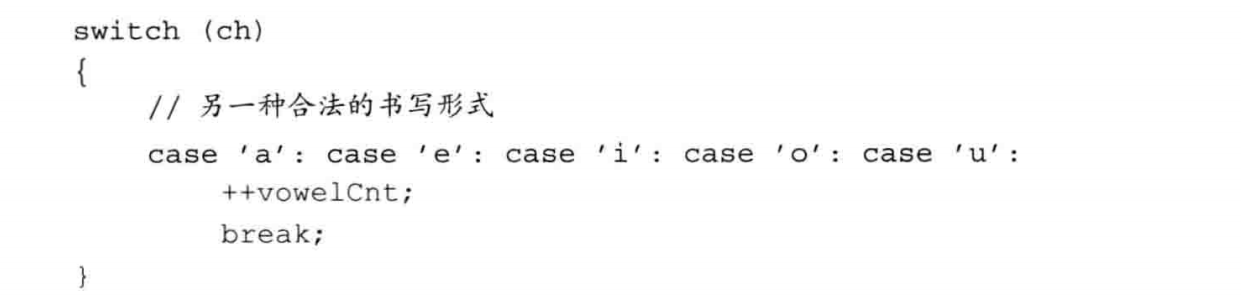 switch (ch)
{
    // 另一种合法的书写形式
    case 'a': case 'e': case 'i': case 'o': case 'u':
        ++vowelCnt;
        break;
}